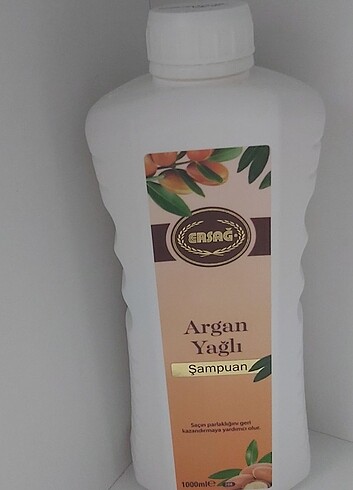 ERSAĞ
Argan
Yağlı
Şampuan
Saçın parlaklığını geri
kazandırmaya yardımcı olur.
1000ml e